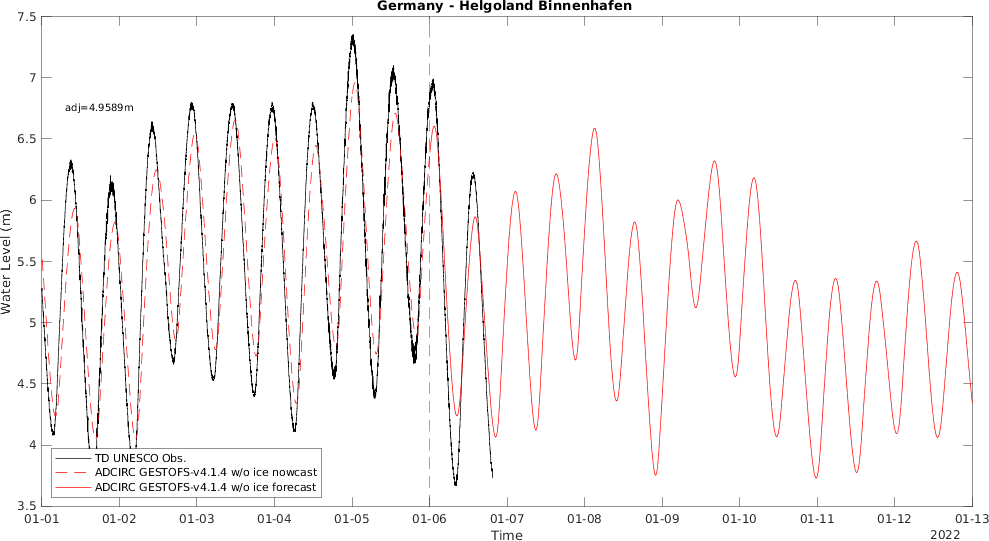 Germany - Helgoland Binnenhafen
7.5
7
6.5
6
5.5
5
4.5
4
3.5
Water Level (m)
adj=4.9589m
TD UNESCO Obs.
ADCIRC GESTOFS-v4.1.4 w/o ice nowcast
ADCIRC GESTOFS-v4.1.4 w/o ice forecast
01-01 01-02 01-03 01-04 01-05 01-06 01-07 01-08 01-09 01-10 01-11 01-12 01-13
Time
2022